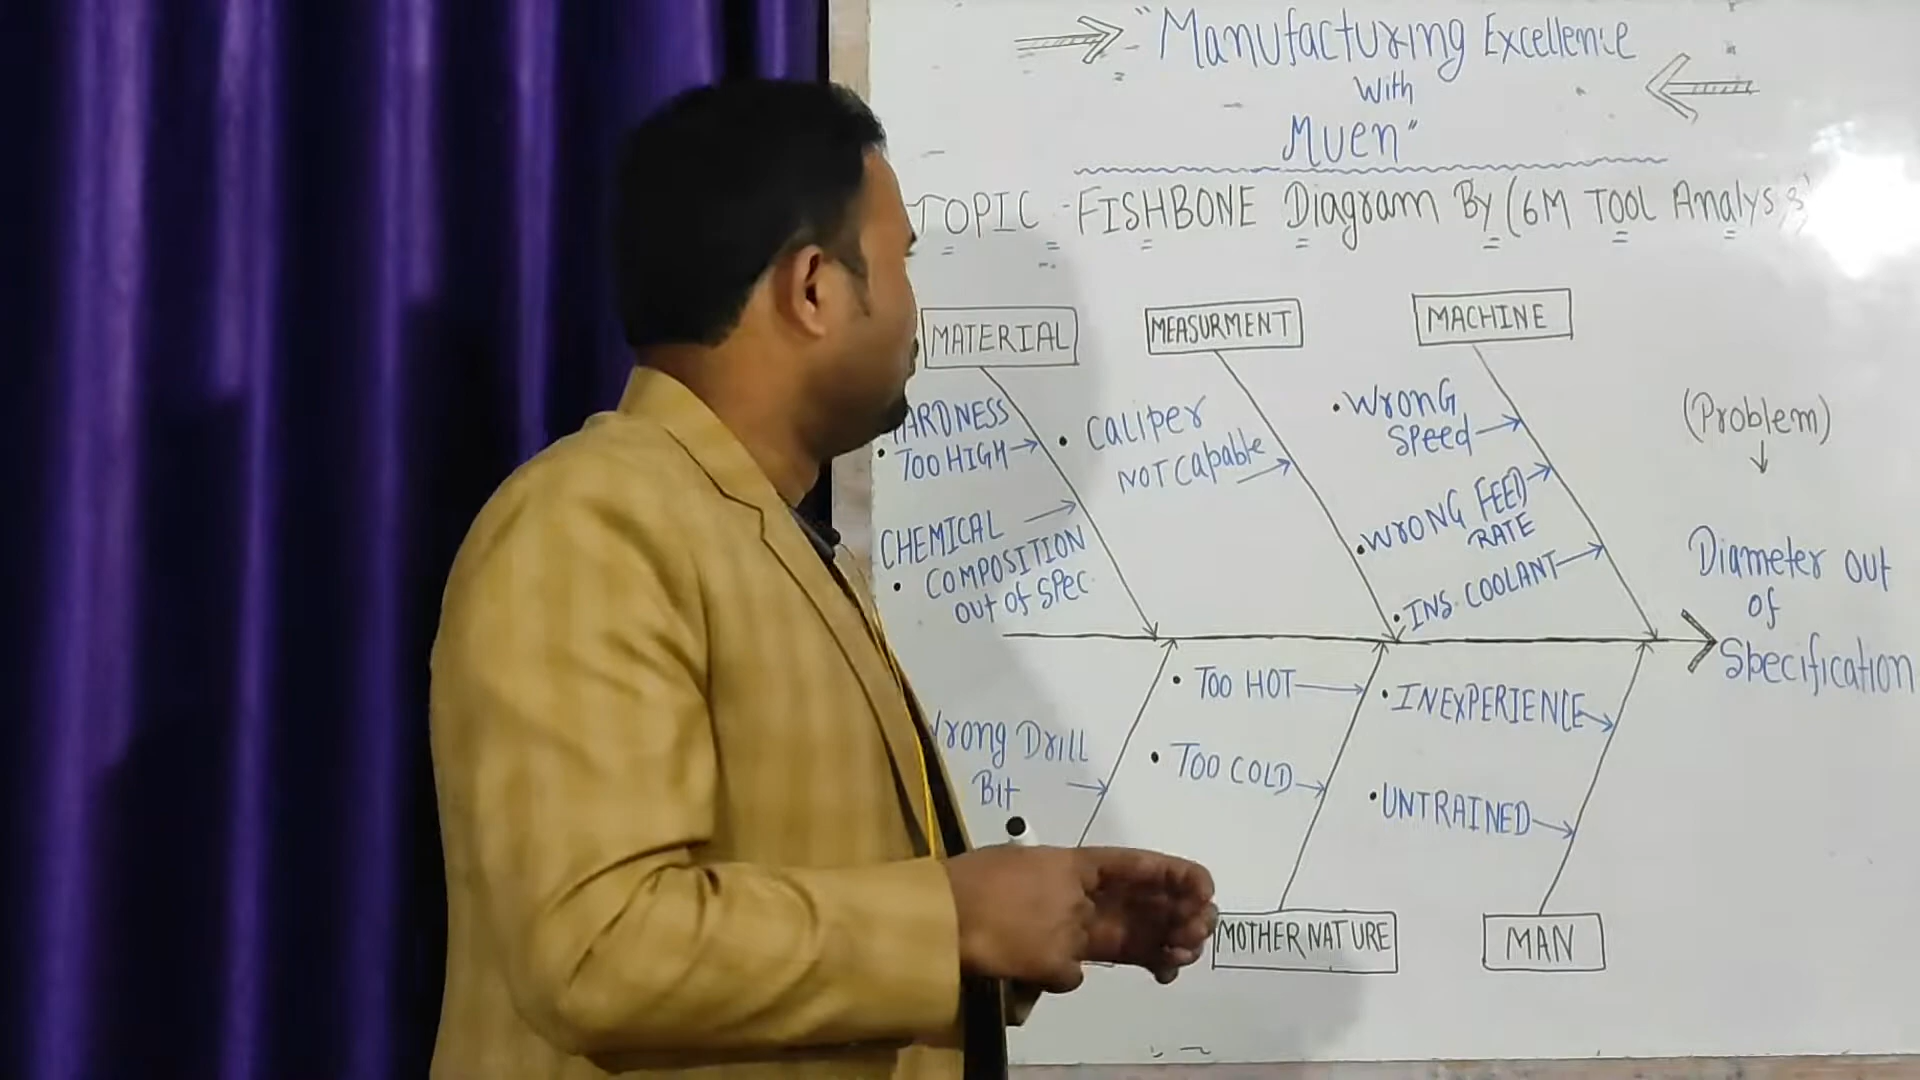 "Manufacturing Excellence
With
Muen"
TOPIC - FISHBONE Diagram By (6M TOOL Analysis)
MATERIAL
HARDNESS
• TOO HIGH
CHEMICAL
• COMPOSITION
out of SPEC.
MEASURMENT
• Caliper
NOT Capable
MACHINE
• Wrong
Speed
• Wrong FEED
RATE
• INS. COOLANT
(Problem)
Diameter out
of
Specification
Wrong Drill
Bit
• TOO HOT
• TOO COLD
MOTHER NATURE
• INEXPERIENCE
• UNTRAINED
MAN